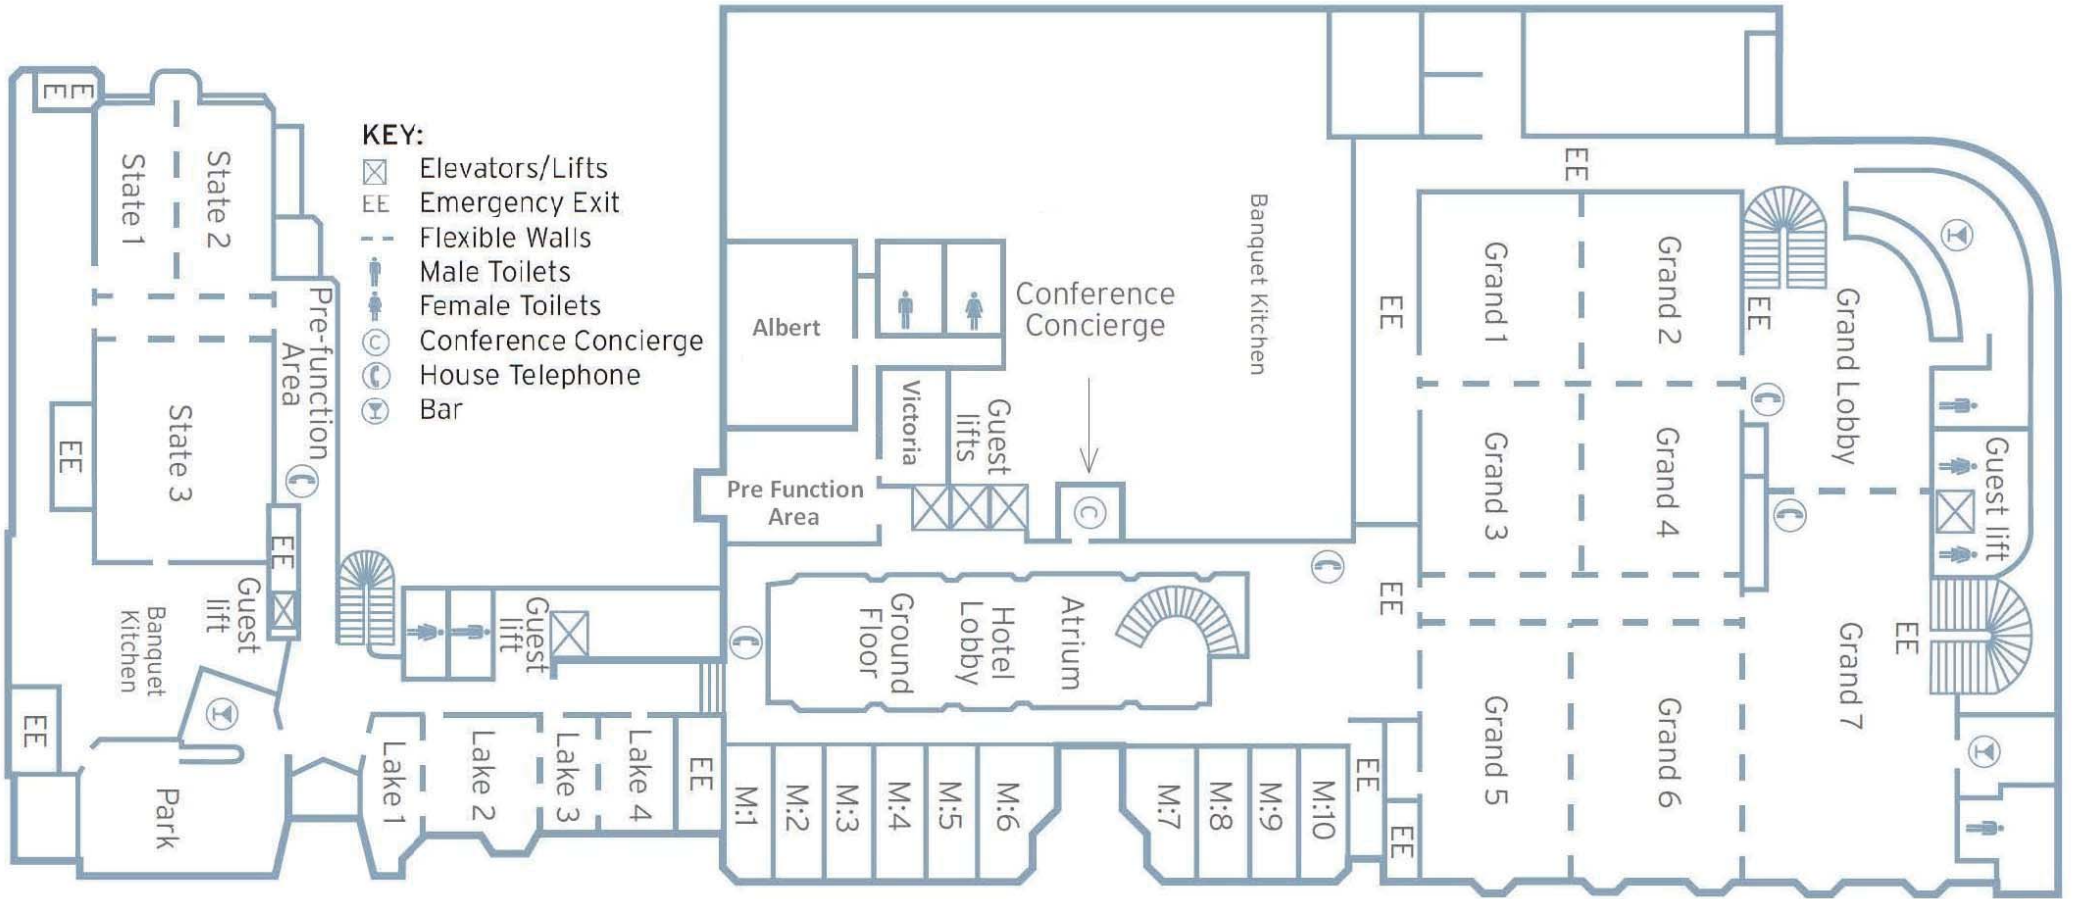 EE
State 1
State 2
Pre-function
Area
State 3
EE
EE
Guest
lift
Banquet
Kitchen
EE
Park
KEY:
Elevators/Lifts
EE Emergency Exit
Flexible Walls
Male Toilets
Female Toilets
C Conference Concierge
House Telephone
Bar
Guest
lift
Lake 1
Lake 2
Lake 3
Lake 4
EE
Albert
Victoria
Guest
lifts
Pre Function
Area
Conference
Concierge
C
Banquet Kitchen
Ground
Floor
Hotel
Lobby
Atrium
M:1
M:2
M:3
M:4
M:5
M:6
M:7
M:8
M:9
M:10
EE
EE
EE
EE
EE
Grand 1
Grand 2
EE
Grand Lobby
Grand 3
Grand 4
Guest lift
Grand 5
Grand 6
Grand 7
EE